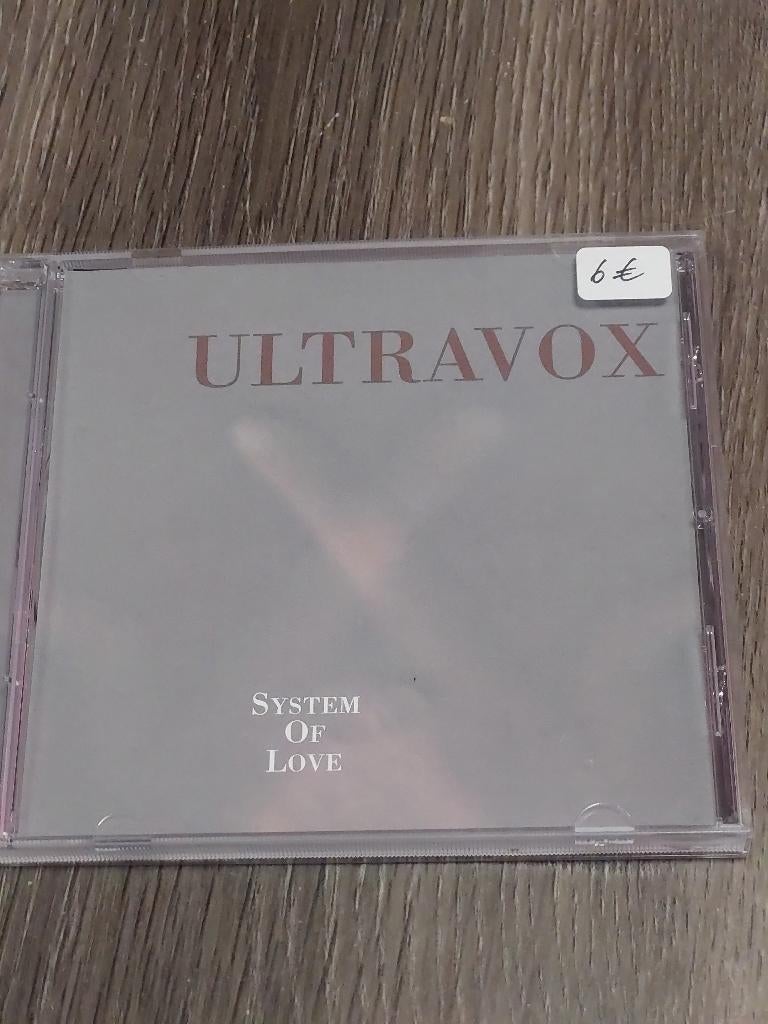 6 €
ULTRAVOX
SYSTEM
OF
LOVE